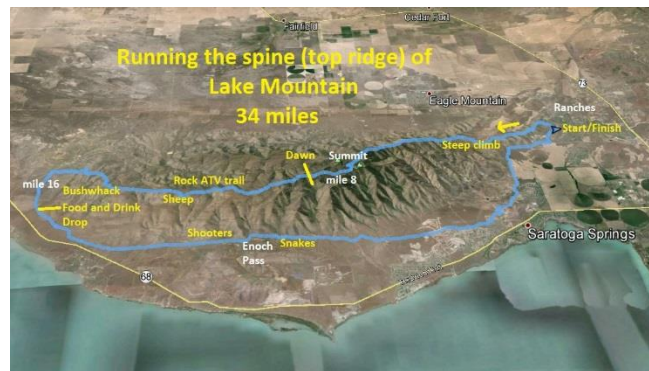 Fairfield
Cedar Fort
Running the spine (top ridge) of
Lake Mountain
34 miles
73
Eagle Mountain
Ranches
Start/Finish
Steep climb
Dawn
Summit
mile 8
Rock ATV trail
Sheep
mile 16
Bushwhack
Food and Drink
Drop
Shooters
Enoch
Pass
Snakes
Saratoga Springs
68